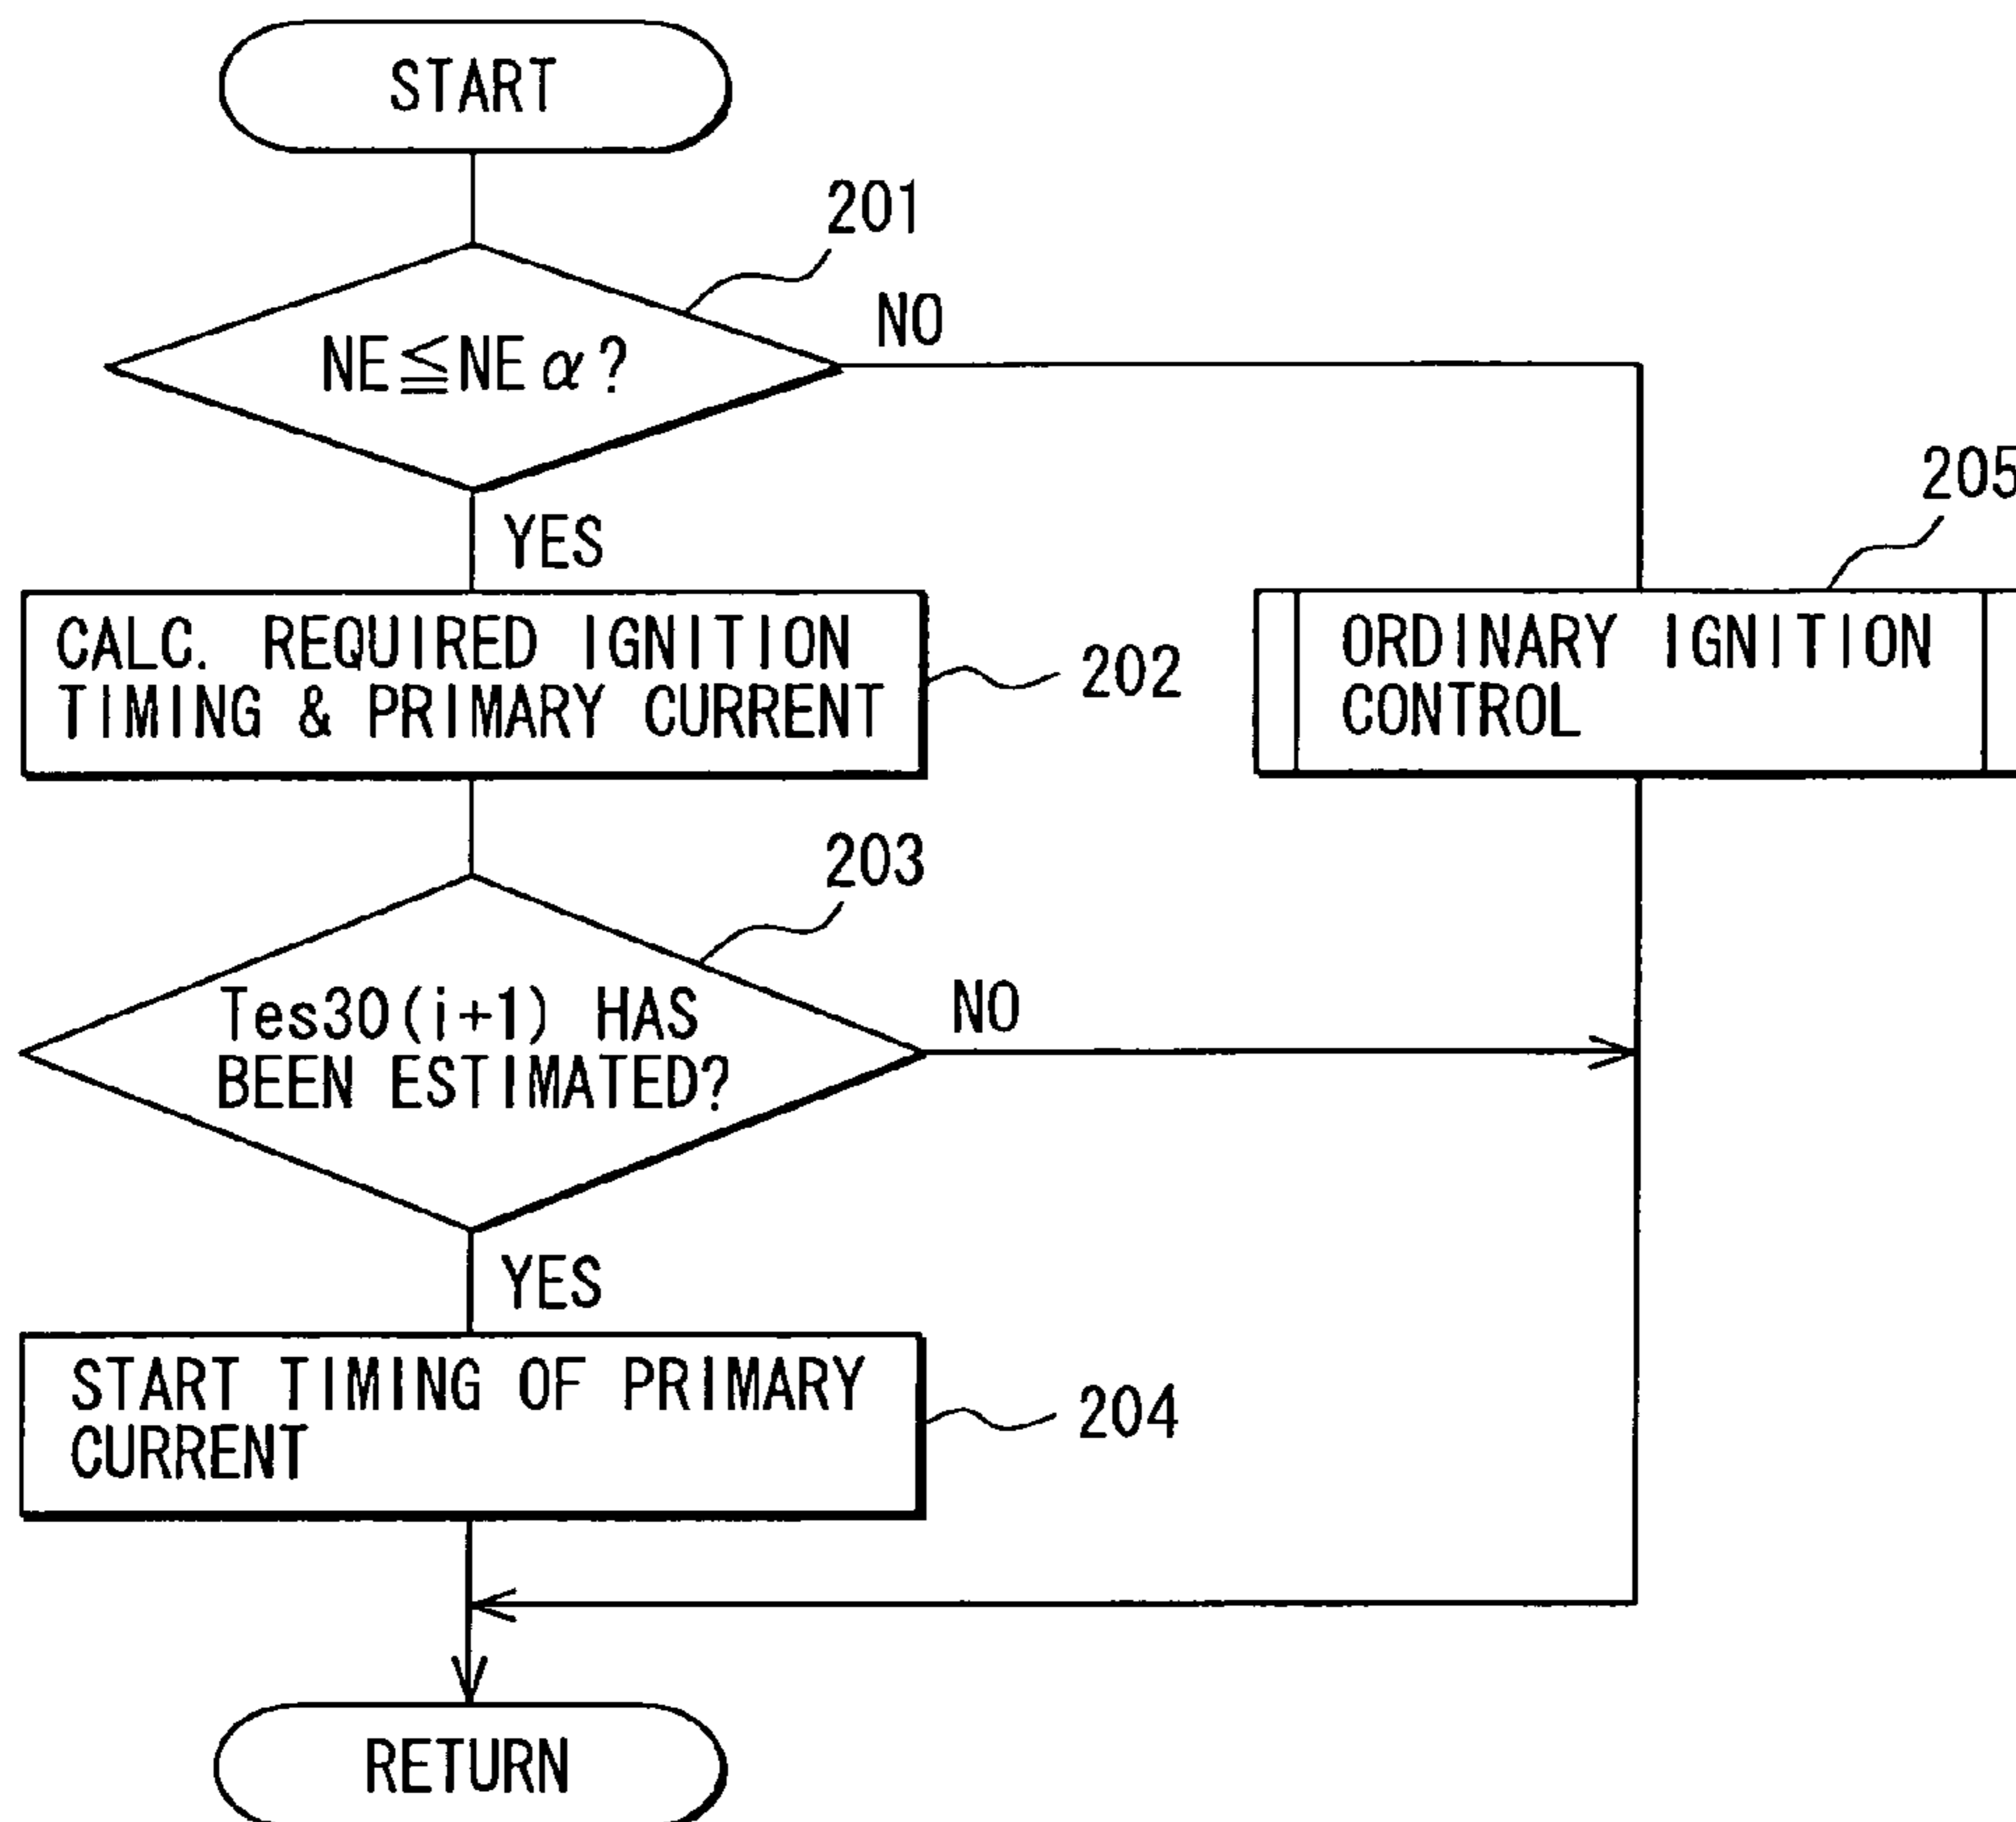 START
201
NE≦NEα?
NO
YES
205
CALC. REQUIRED IGNITION
TIMING & PRIMARY CURRENT
202
ORDINARY IGNITION
CONTROL
203
Tes30(i+1) HAS
BEEN ESTIMATED?
NO
YES
START TIMING OF PRIMARY
CURRENT
204
RETURN